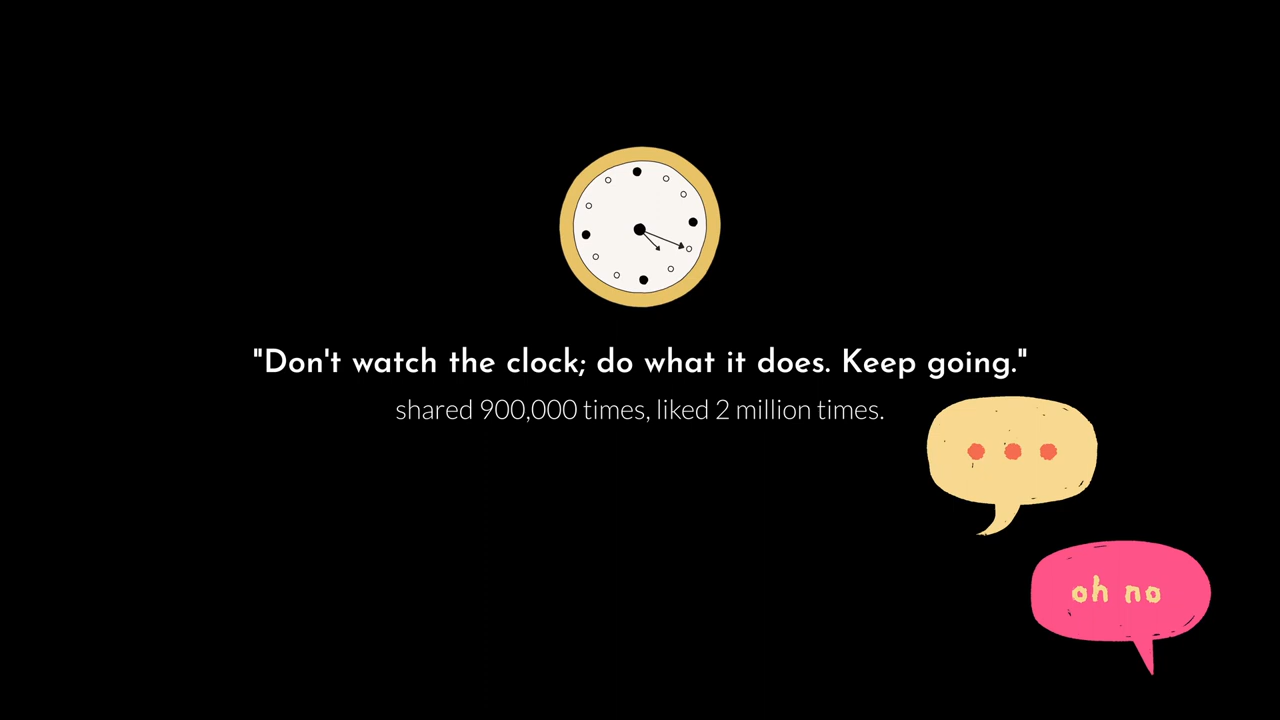 "Don't watch the clock; do what it does. Keep going."
shared 900,000 times, liked 2 million times.
oh no